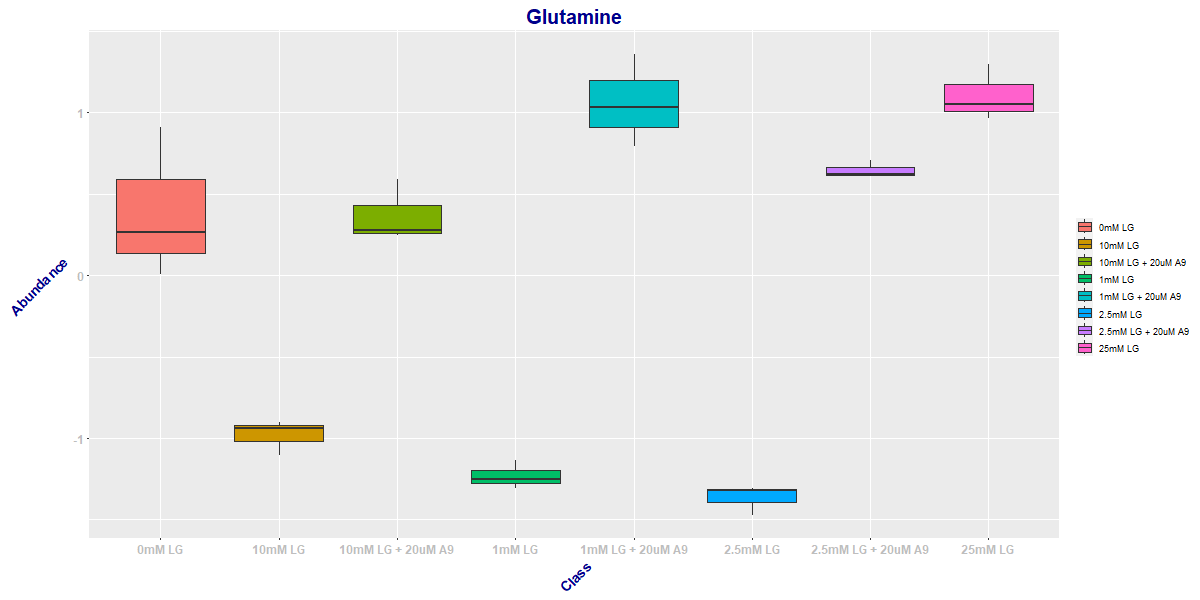 Glutamine
Abundance
1
0
-1
0mM LG
10mM LG
10mM LG + 20uM A9
1mM LG
1mM LG + 20uM A9
2.5mM LG
2.5mM LG + 20uM A9
25mM LG
Class
0mM LG
10mM LG
10mM LG + 20uM A9
1mM LG
1mM LG + 20uM A9
2.5mM LG
2.5mM LG + 20uM A9
25mM LG